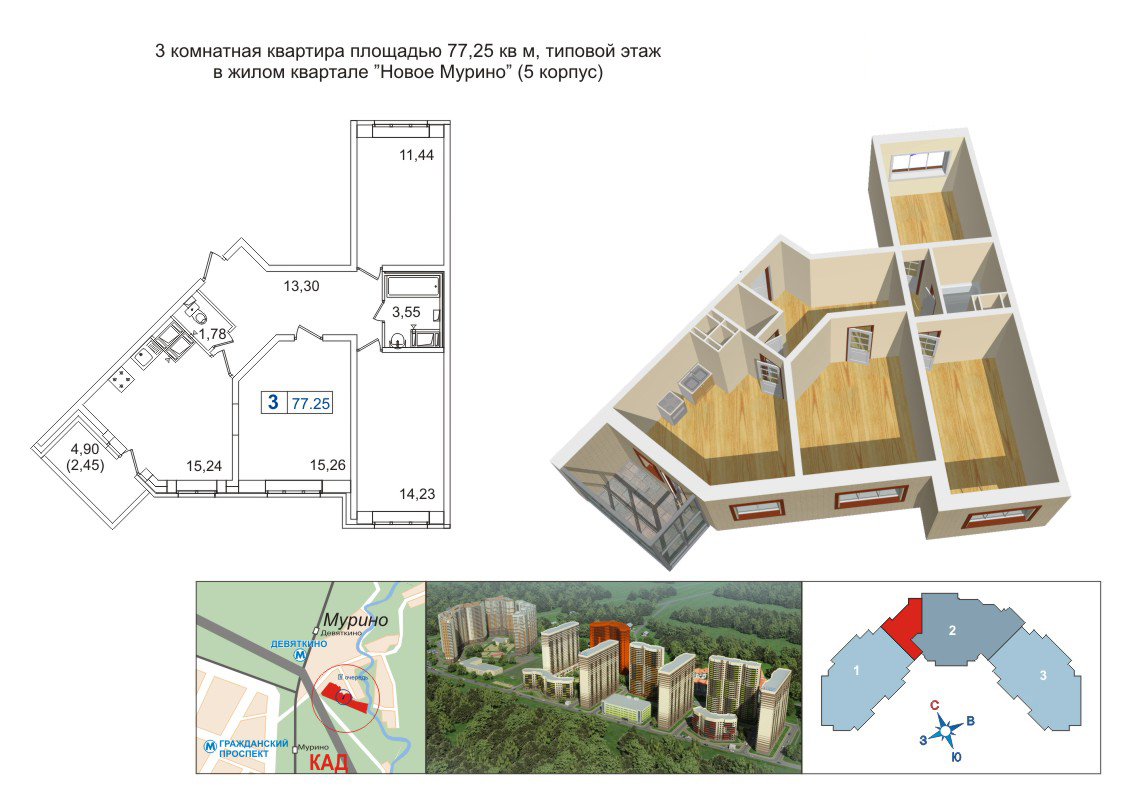 3 комнатная квартира площадью 77,25 кв м, типовой этаж
в жилом квартале "Новое Мурино" (5 корпус)
11,44
13,30
3,55
1,78
3 77.25
4,90
(2,45)
15,24
15,26
14,23
Мурино
Девяткино
ДЕВЯТКИНО
М
IX очередь
М ГРАЖДАНСКИЙ
ПРОСПЕКТ
Мурино
КАД
1
2
3
С
В
З
Ю